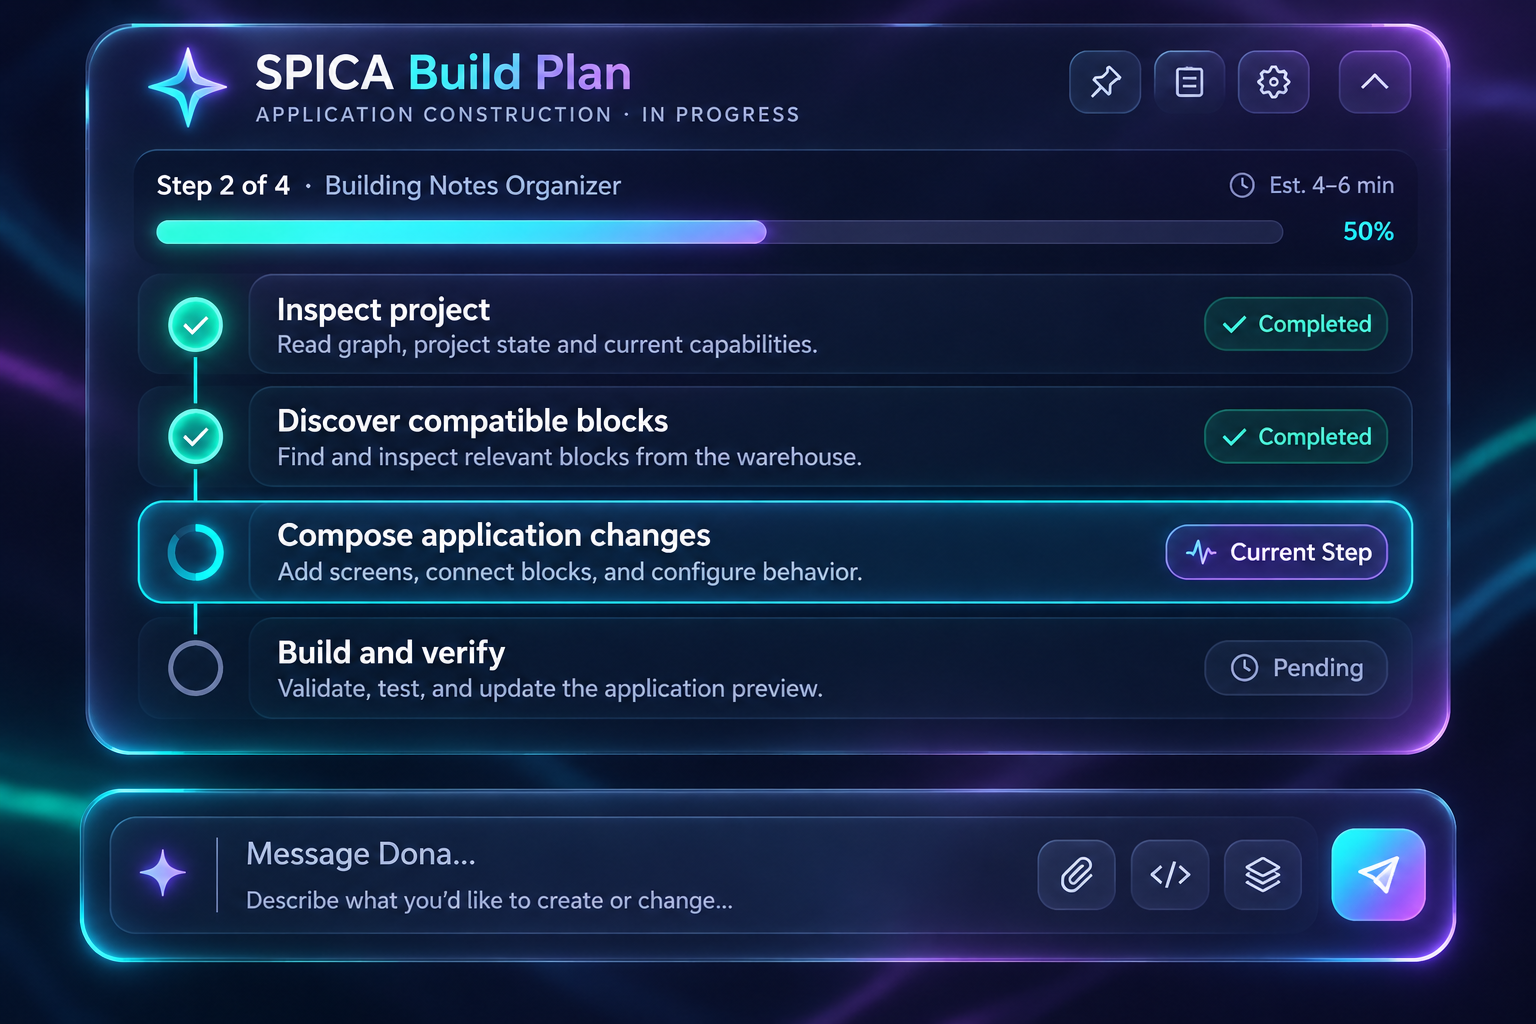 SPICA Build Plan
APPLICATION CONSTRUCTION · IN PROGRESS
Step 2 of 4 · Building Notes Organizer
Est. 4–6 min
50%
Inspect project
Read graph, project state and current capabilities.
Completed
Discover compatible blocks
Find and inspect relevant blocks from the warehouse.
Completed
Compose application changes
Add screens, connect blocks, and configure behavior.
Current Step
Build and verify
Validate, test, and update the application preview.
Pending
Message Dona...
Describe what you’d like to create or change...